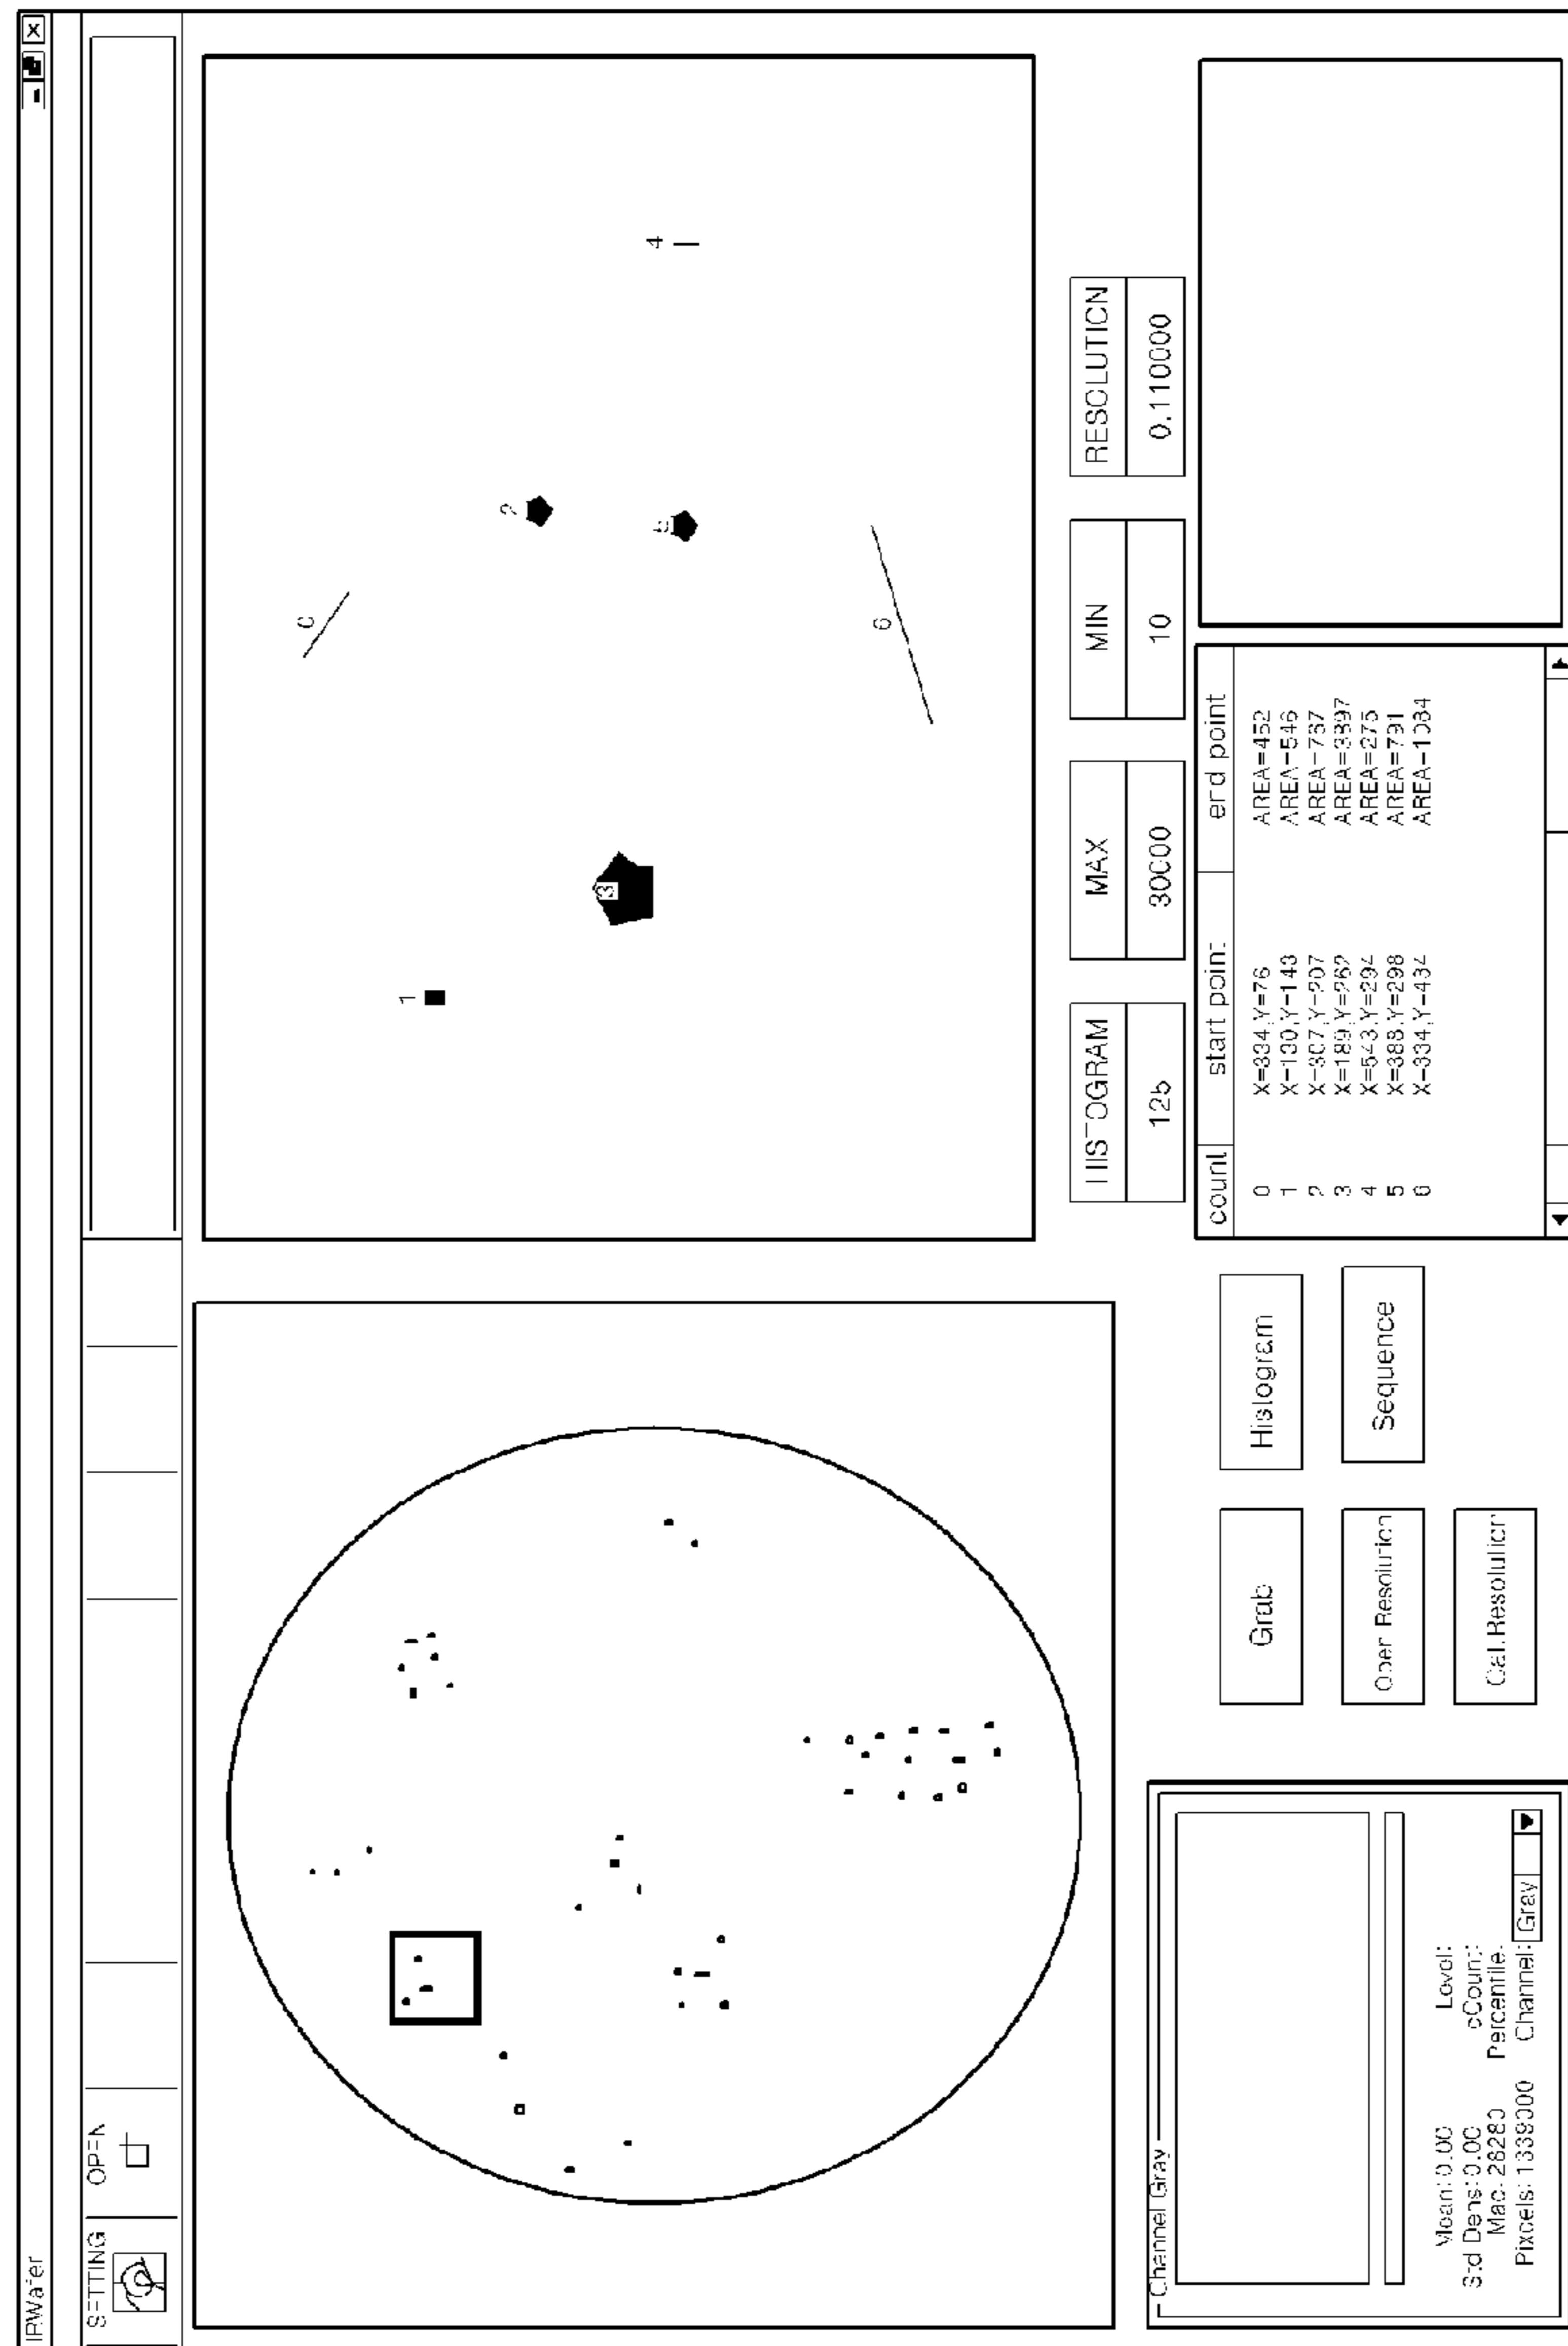 IRWafer
SETTING
OPEN
0
1
2
3
4
5
6
HISTOGRAM
125
MAX
30000
MIN
10
RESOLUTION
0.110000
count start point end point
0 X=334,Y=76 AREA=452
1 X=130,Y=143 AREA=546
2 X=307,Y=207
3 X=189,Y=262 AREA=3397
4 X=543,Y=294 AREA=275
5 X=388,Y=298 AREA=791
6 X=334,Y=434 AREA=1034
Grab
Histogram
Open Resolution
Sequence
Cal.Resolution
Channel Gray
Mean:0.00 Level:
Std Dens:0.00 cCount:
28280 Percentile:
Pixcels:1339000 Channel: Gray